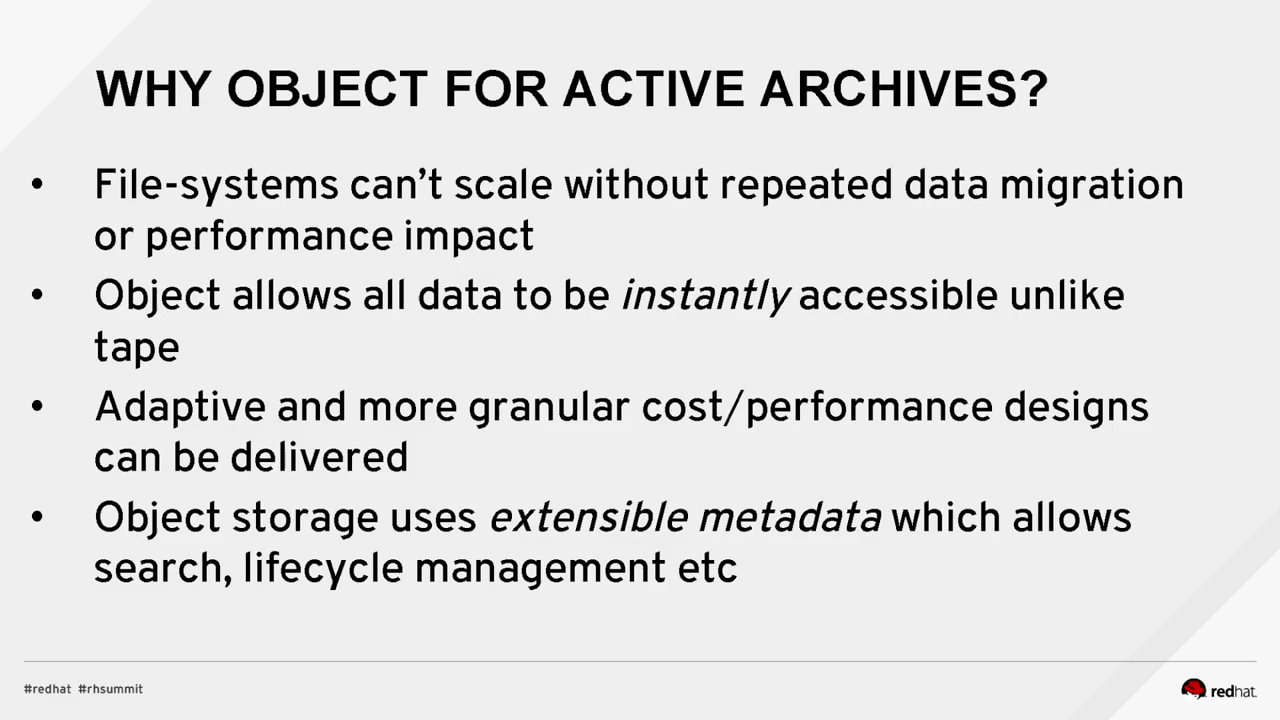 WHY OBJECT FOR ACTIVE ARCHIVES?
• File-systems can’t scale without repeated data migration
or performance impact
• Object allows all data to be instantly accessible unlike
tape
• Adaptive and more granular cost/performance designs
can be delivered
• Object storage uses extensible metadata which allows
search, lifecycle management etc
#redhat #rhsummit
redhat.